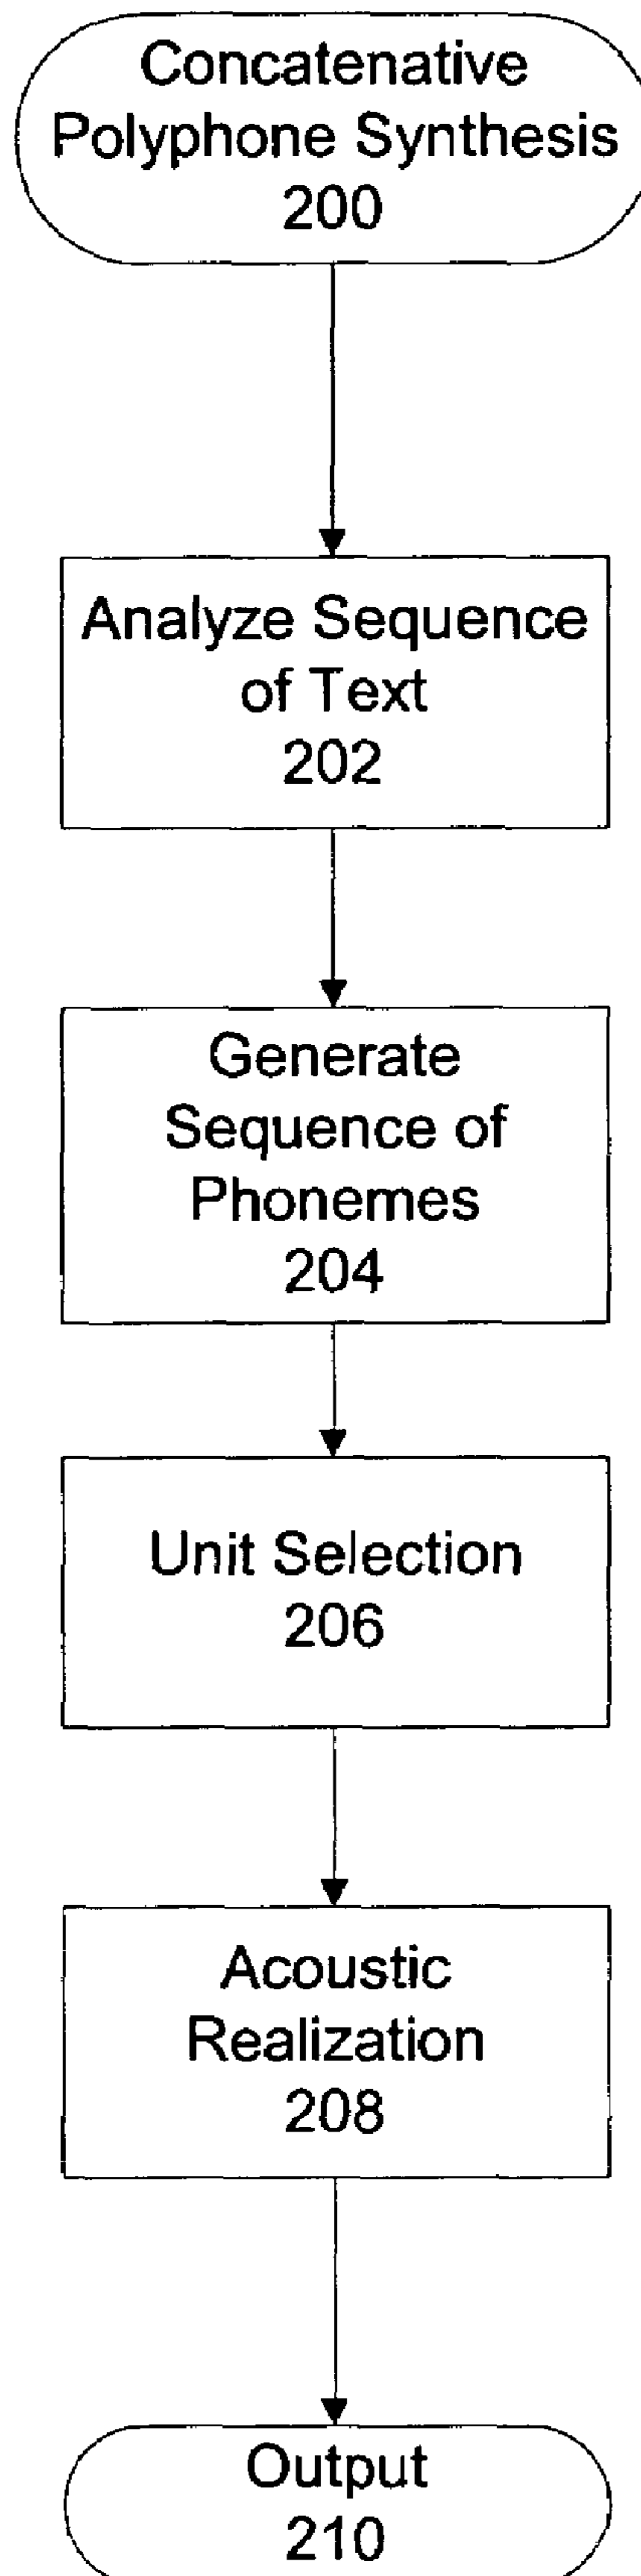 Concatenative
Polyphone Synthesis
200
Analyze Sequence
of Text
202
Generate
Sequence of
Phonemes
204
Unit Selection
206
Acoustic
Realization
208
Output
210